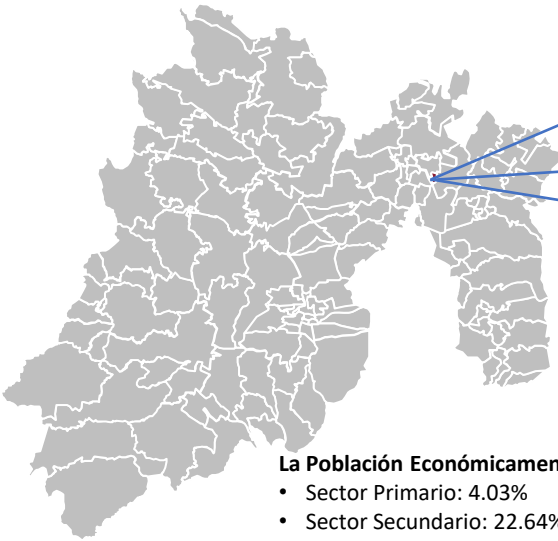 La Población Económicamen
• Sector Primario: 4.03%
• Sector Secundario: 22.64%